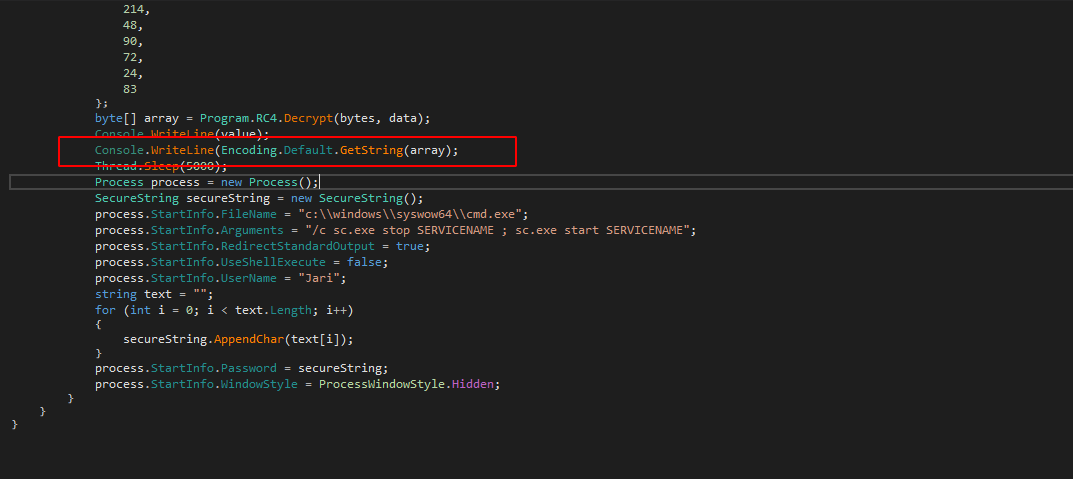 214,
48,
90,
72,
24,
83
};
byte[] array = Program.RC4.Decrypt(bytes, data);
Console.WriteLine(value);
Console.WriteLine(Encoding.Default.GetString(array);
Thread.Sleep(5000);
Process process = new Process();
SecureString secureString = new SecureString();
process.StartInfo.FileName = "c:\\windows\\syswow64\\cmd.exe";
process.StartInfo.Arguments = "/c sc.exe stop SERVICENAME ; sc.exe start SERVICENAME";
process.StartInfo.RedirectStandardOutput = true;
process.StartInfo.UseShellExecute = false;
process.StartInfo.UserName = "Jari";
string text = "";
for (int i = 0; i < text.Length; i++)
{
secureString.AppendChar(text[i]);
}
process.StartInfo.Password = secureString;
process.StartInfo.WindowStyle = ProcessWindowStyle.Hidden;
}
}
}